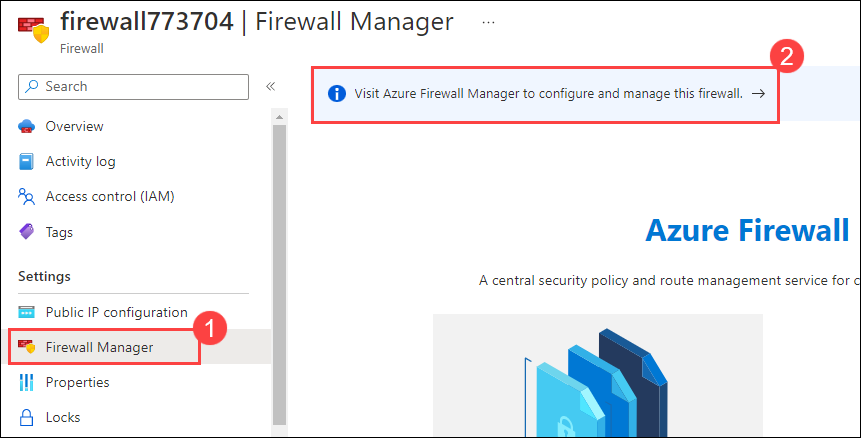 firewall773704 | Firewall Manager ...
Firewall
Search
«
2
Visit Azure Firewall Manager to configure and manage this firewall. →
Overview
Activity log
Access control (IAM)
Tags
Azure Firewall
A central security policy and route management service for
Settings
Public IP configuration
1
Firewall Manager
Properties
Locks